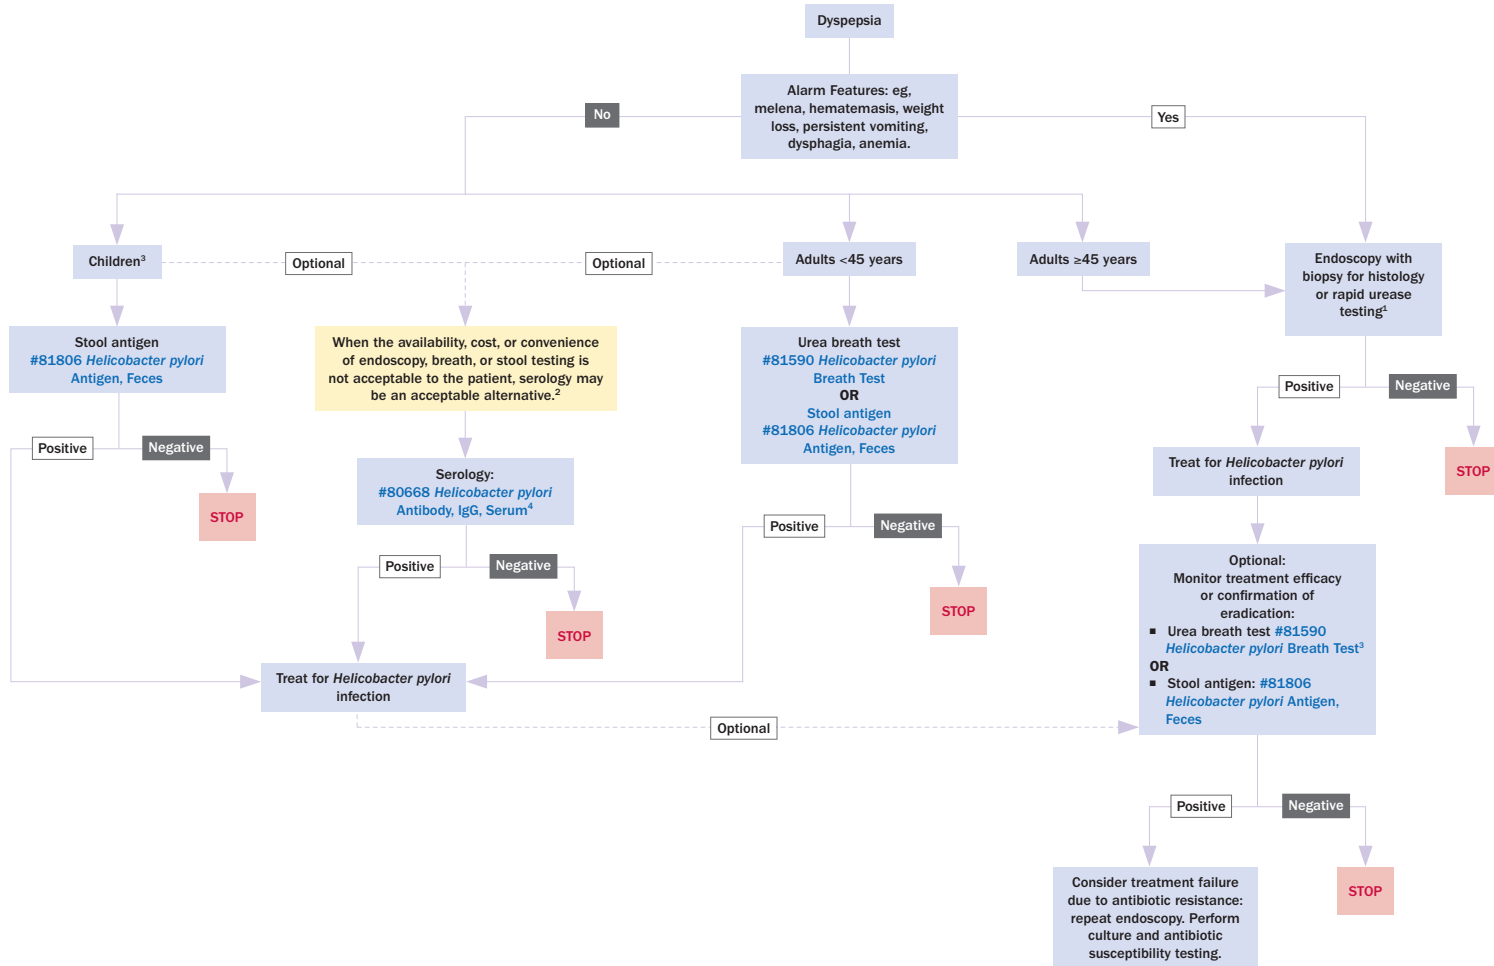 Dyspepsia
Alarm Features: eg,
melena, hematemasis, weight
loss, persistent vomiting,
dysphagia, anemia.
No
Yes
Children³
Optional
Optional
Adults <45 years
Adults ≥45 years
Endoscopy with
biopsy for histology
or rapid urease
testing¹
Stool antigen
#81806 Helicobacter pylori
Antigen, Feces
When the availability, cost, or convenience
of endoscopy, breath, or stool testing is
not acceptable to the patient, serology may
be an acceptable alternative.²
Urea breath test
#81590 Helicobacter pylori
Breath Test
OR
Stool antigen
#81806 Helicobacter pylori
Antigen, Feces
Positive
Negative
Positive
Negative
STOP
Serology:
#80668 Helicobacter pylori
Antibody, IgG, Serum⁴
Treat for Helicobacter pylori
infection
STOP
Positive
Negative
Positive
Negative
STOP
STOP
Optional:
Monitor treatment efficacy
or confirmation of
eradication:
▪ Urea breath test #81590
Helicobacter pylori Breath Test³
OR
▪ Stool antigen: #81806
Helicobacter pylori Antigen,
Feces
Treat for Helicobacter pylori
infection
Optional
Positive
Negative
Consider treatment failure
due to antibiotic resistance:
repeat endoscopy. Perform
culture and antibiotic
susceptibility testing.
STOP